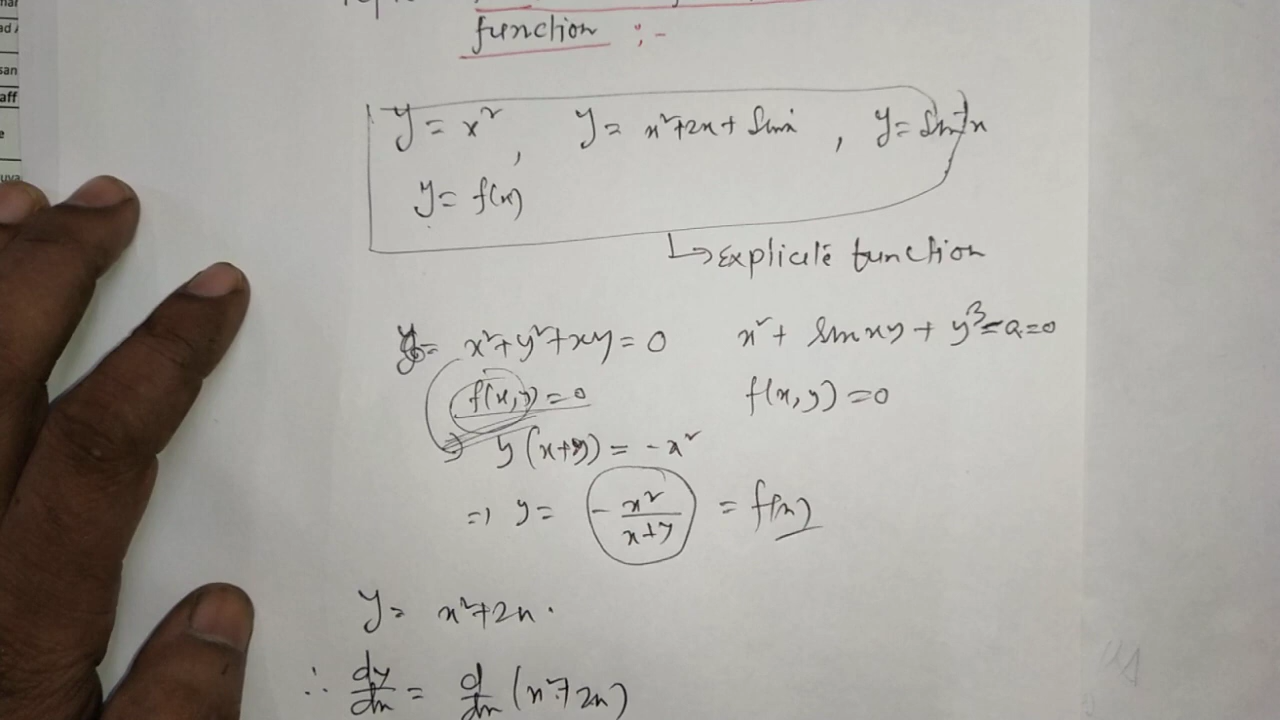 function :-
y = x², y = x²+2x + sinx, y = sin⁻¹x
y = f(x)
↳ explicite function
x²+y²+xy = 0 x² + sinxy + y³ - a = 0
f(x,y) = 0 f(x,y) = 0
⇒ y(x+y) = -x²
⇒ y = - x²/(x+y) = f(x)
y = x²+2x.
∴ dy/dx = d/dx (x²+2x)